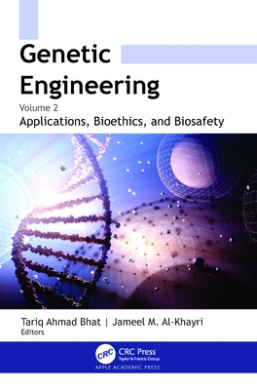 Genetic
Engineering
Volume 2
Applications, Bioethics, and Biosafety
Tariq Ahmad Bhat | Jameel M. Al-Khayri
Editors
CRC
CRC Press
Taylor & Francis Group
APPLE ACADEMIC PRESS